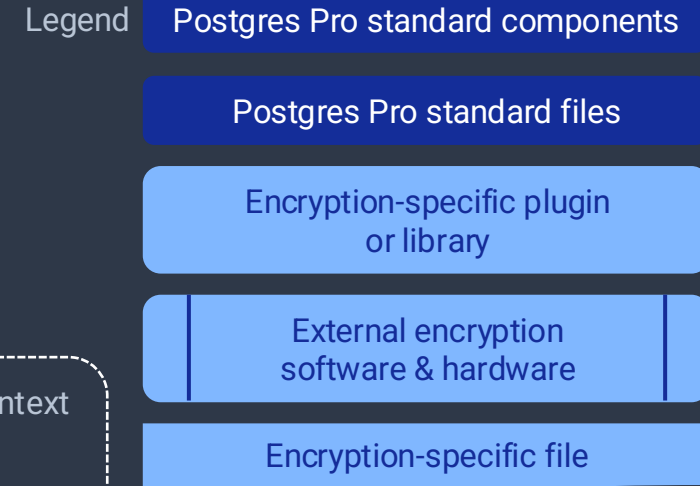 Legend
Postgres Pro standard components
Postgres Pro standard files
Encryption-specific plugin
or library
External encryption
software & hardware
ntext
Encryption-specific file